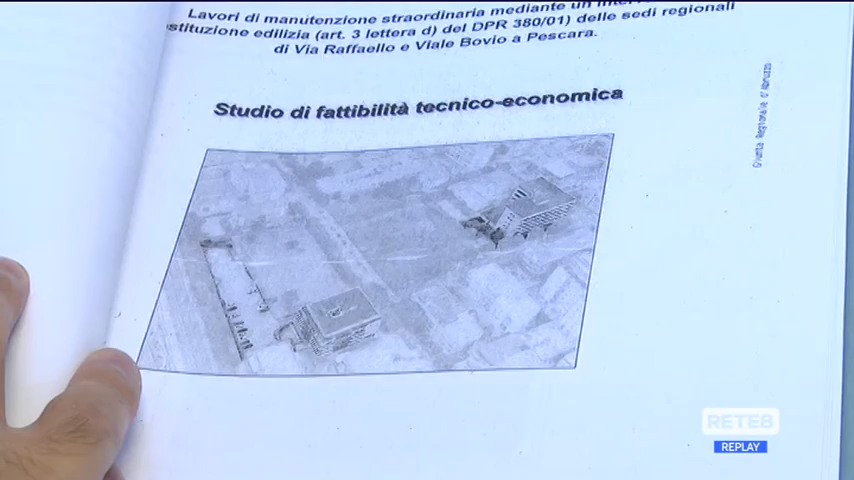 Lavori di manutenzione straordinaria mediante un
stituzione edilizia (art. 3 lettera d) del DPR 380/01) delle sedi regionali
di Via Raffaello e Viale Bovio a Pescara.
Studio di fattibilità tecnico-economica
Giunta Regionale d'Abruzzo
RETE8
REPLAY